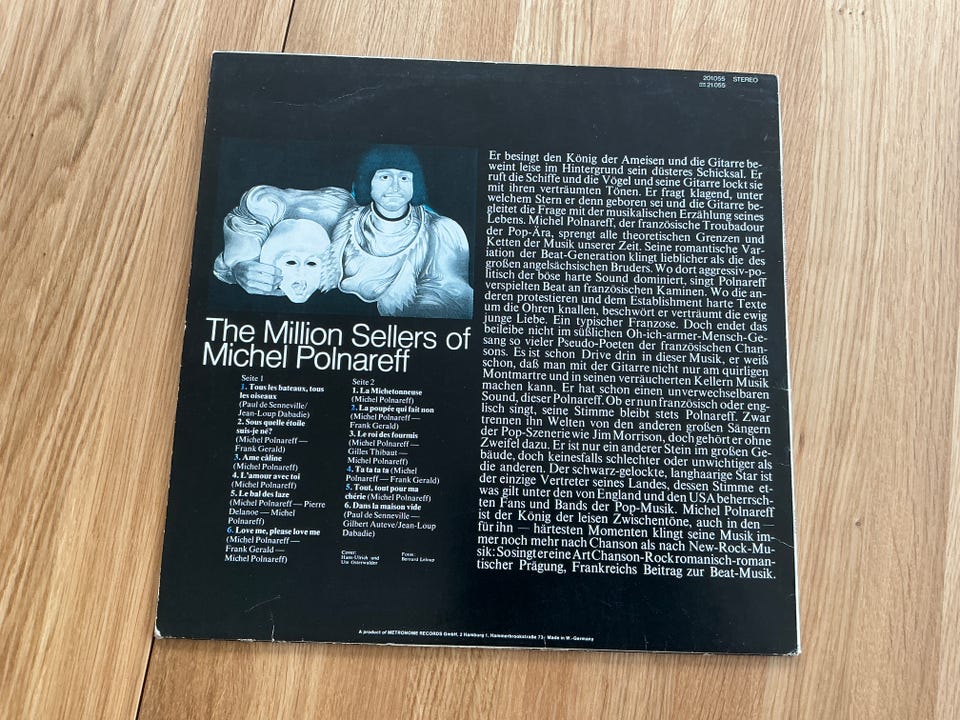 201055 STEREO
21 055
Er besingt den König der Ameisen und die Gitarre be-
weint leise im Hintergrund sein düsteres Schicksal. Er
ruft die Schiffe und die Vögel und seine Gitarre lockt sie
mit ihren verträumten Tönen. Er fragt klagend, unter
welchem Stern er denn geboren sei und die Gitarre be-
gleitet die Frage mit der musikalischen Erzählung seines
Lebens. Michel Polnareff, der französische Troubadour
der Pop-Ära, sprengt alle theoretischen Grenzen und
Ketten der Musik unserer Zeit. Seine romantische Var-
iation der Beat-Generation klingt lieblicher als die des
großen angelsächsischen Bruders. Wo dort aggressiv-po-
litisch der böse harte Sound dominiert, singt Polnareff
verspielten Beat an französischen Kaminen. Wo die an-
deren protestieren und dem Establishment harte Texte
um die Ohren knallen, beschwört er verträumt die ewig
junge Liebe. Ein typischer Franzose. Doch endet das
beileibe nicht im süßlichen Oh-ich-armer-Mensch-Ge-
sang so vieler Pseudo-Poeten der französischen Chan-
sons. Es ist schon Drive drin in dieser Musik, er weiß
schon, daß man mit der Gitarre nicht nur am quirligen
Montmartre und in seinen verräucherten Kellern Musik
machen kann. Er hat schon einen unverwechselbaren
Sound, dieser Polnareff. Ob er nun französisch oder eng-
lisch singt, seine Stimme bleibt stets Polnareff. Zwar
trennen ihn Welten von den anderen großen Sängern
der Pop-Szenerie wie Jim Morrison, doch gehört er ohne
Zweifel dazu. Er ist nur ein anderer Stein im großen Ge-
bäude, doch keinesfalls schlechter oder unwichtiger als
die anderen. Der schwarz-gelockte, langhaarige Star ist
der einzige Vertreter seines Landes, dessen Stimme et-
was gilt unter den von England und den USA beherrsch-
ten Fans und Bands der Pop-Musik. Michel Polnareff
ist der König der leisen Zwischentöne, auch in den —
für ihn — härtesten Momenten klingt seine Musik im-
mer noch mehr nach Chanson als nach New-Rock-Mu-
sik: So singt er eine Art Chanson-Rock romanisch-roman-
tischer Prägung, Frankreichs Beitrag zur Beat-Musik.
The Million Sellers of
Michel Polnareff
Seite 1
1. Tous les bateaux, tous
les oiseaux
(Paul de Senneville/
Jean-Loup Dabadie)
2. Sous quelle étoile
suis-je né?
(Michel Polnareff —
Frank Gerald)
3. Ame câline
(Michel Polnareff)
4. L'amour avec toi
(Michel Polnareff)
5. Le bal des laze
(Michel Polnareff — Pierre
Delanoe — Michel
Polnareff)
6. Love me, please love me
(Michel Polnareff —
Frank Gerald —
Michel Polnareff)
Seite 2
1. La Michetonneuse
(Michel Polnareff)
2. La poupée qui fait non
(Michel Polnareff —
Frank Gerald)
3. Le roi des fourmis
(Michel Polnareff —
Gilles Thibaut —
Michel Polnareff)
4. Ta ta ta ta (Michel
Polnareff — Frank Gerald)
5. Tout, tout pour ma
chérie (Michel Polnareff)
6. Dans la maison vide
(Paul de Senneville —
Gilbert Auteve/Jean-Loup
Dabadie)
Cover:
Hans-Ulrich und
Ute Osterwalder
Fotos:
Bernard Leloup
A product of METRONOME RECORDS GmbH, 2 Hamburg 1, Hammerbrookstraße 73 · Made in W.-Germany